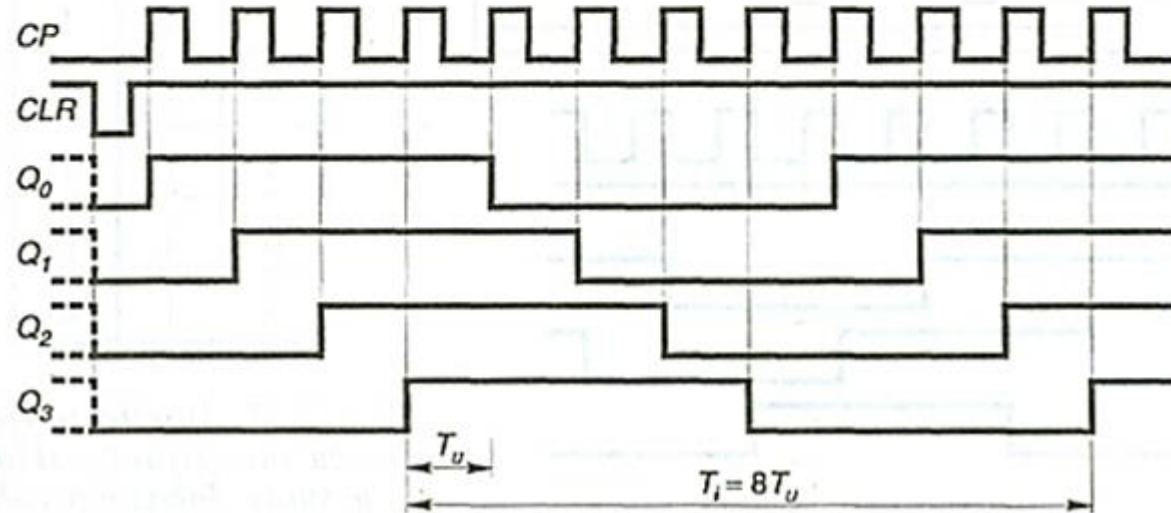 CP
CLR
Q₀
Q₁
Q₂
Q₃
Tᵤ
Tᵢ = 8Tᵤ